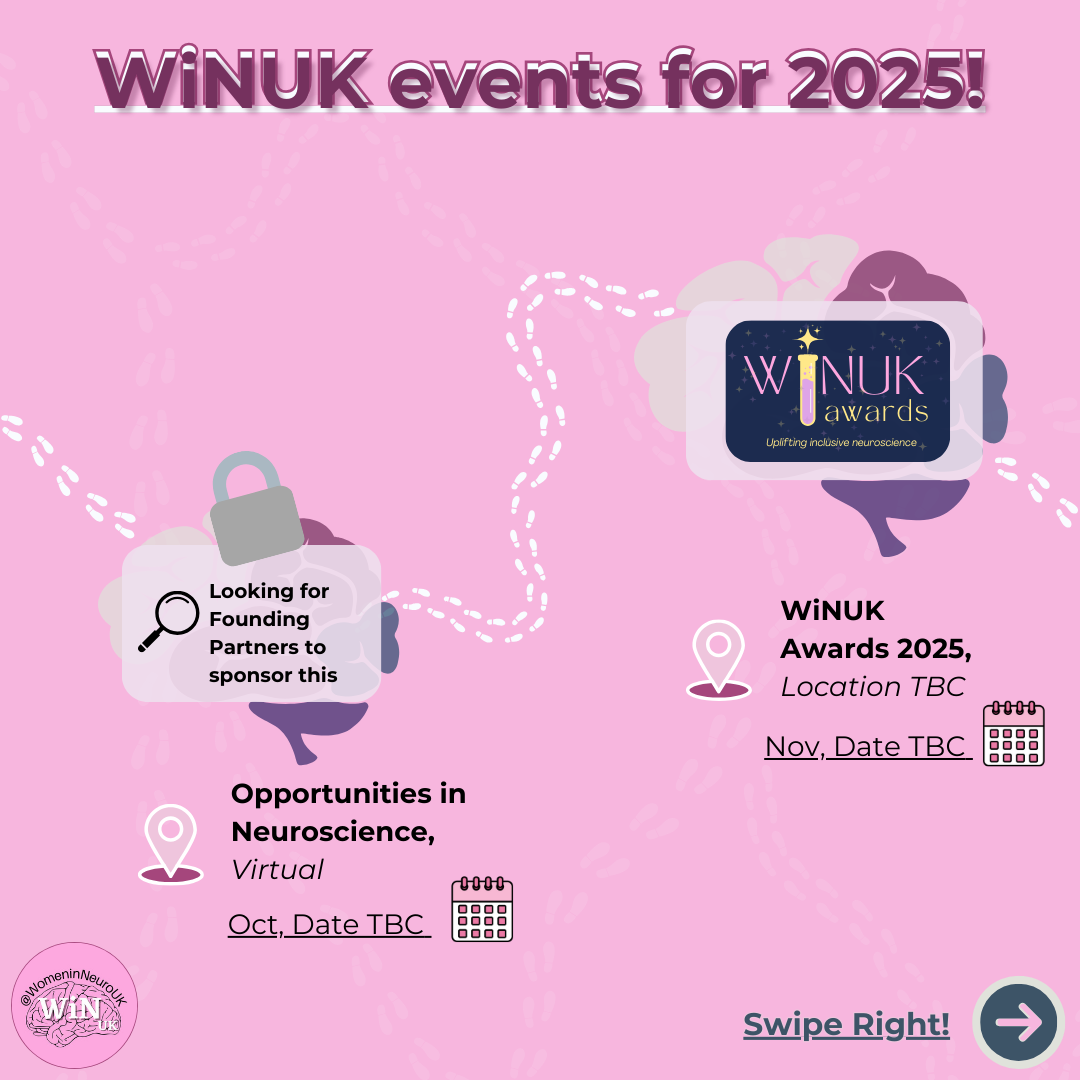 WiNUK events for 2025!
WiNUK
awards
Uplifting inclusive neuroscience
Looking for
Founding
Partners to
sponsor this
WiNUK
Awards 2025,
Location TBC
Nov, Date TBC
Opportunities in
Neuroscience,
Virtual
Oct, Date TBC
@WomeninNeuroUK
WiN
UK
Swipe Right!